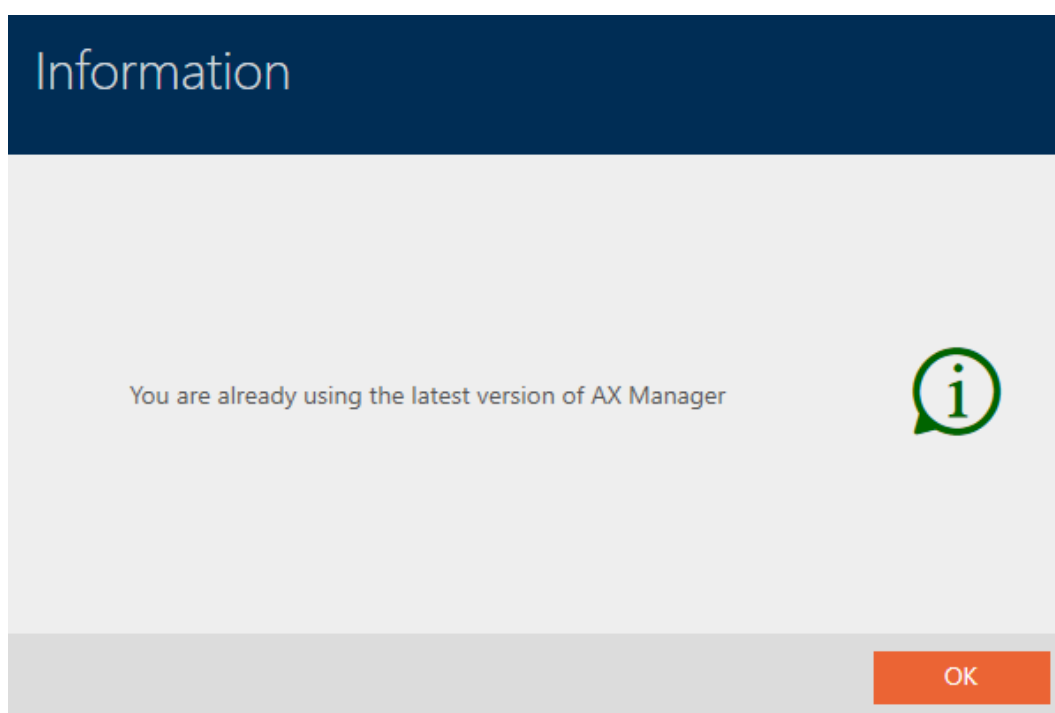 Information
You are already using the latest version of AX Manager
i
OK